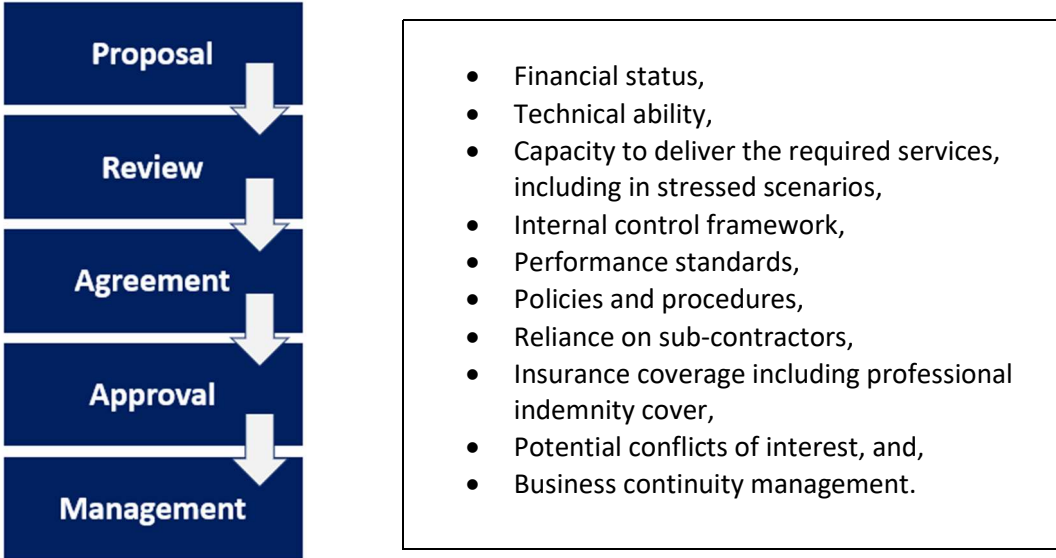 Proposal
Review
Agreement
Approval
Management
• Financial status,
• Technical ability,
• Capacity to deliver the required services,
including in stressed scenarios,
• Internal control framework,
• Performance standards,
• Policies and procedures,
• Reliance on sub-contractors,
• Insurance coverage including professional
indemnity cover,
• Potential conflicts of interest, and,
• Business continuity management.